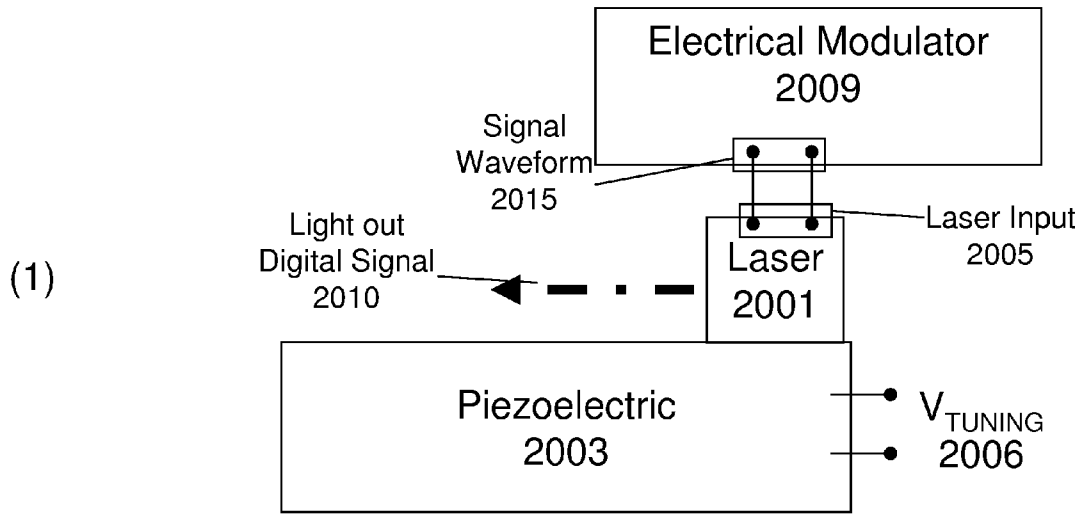 Electrical Modulator
2009
Signal
Waveform
2015
Laser Input
2005
Light out
Digital Signal
2010
Laser
2001
(1)
Piezoelectric
2003
VTUNING
2006